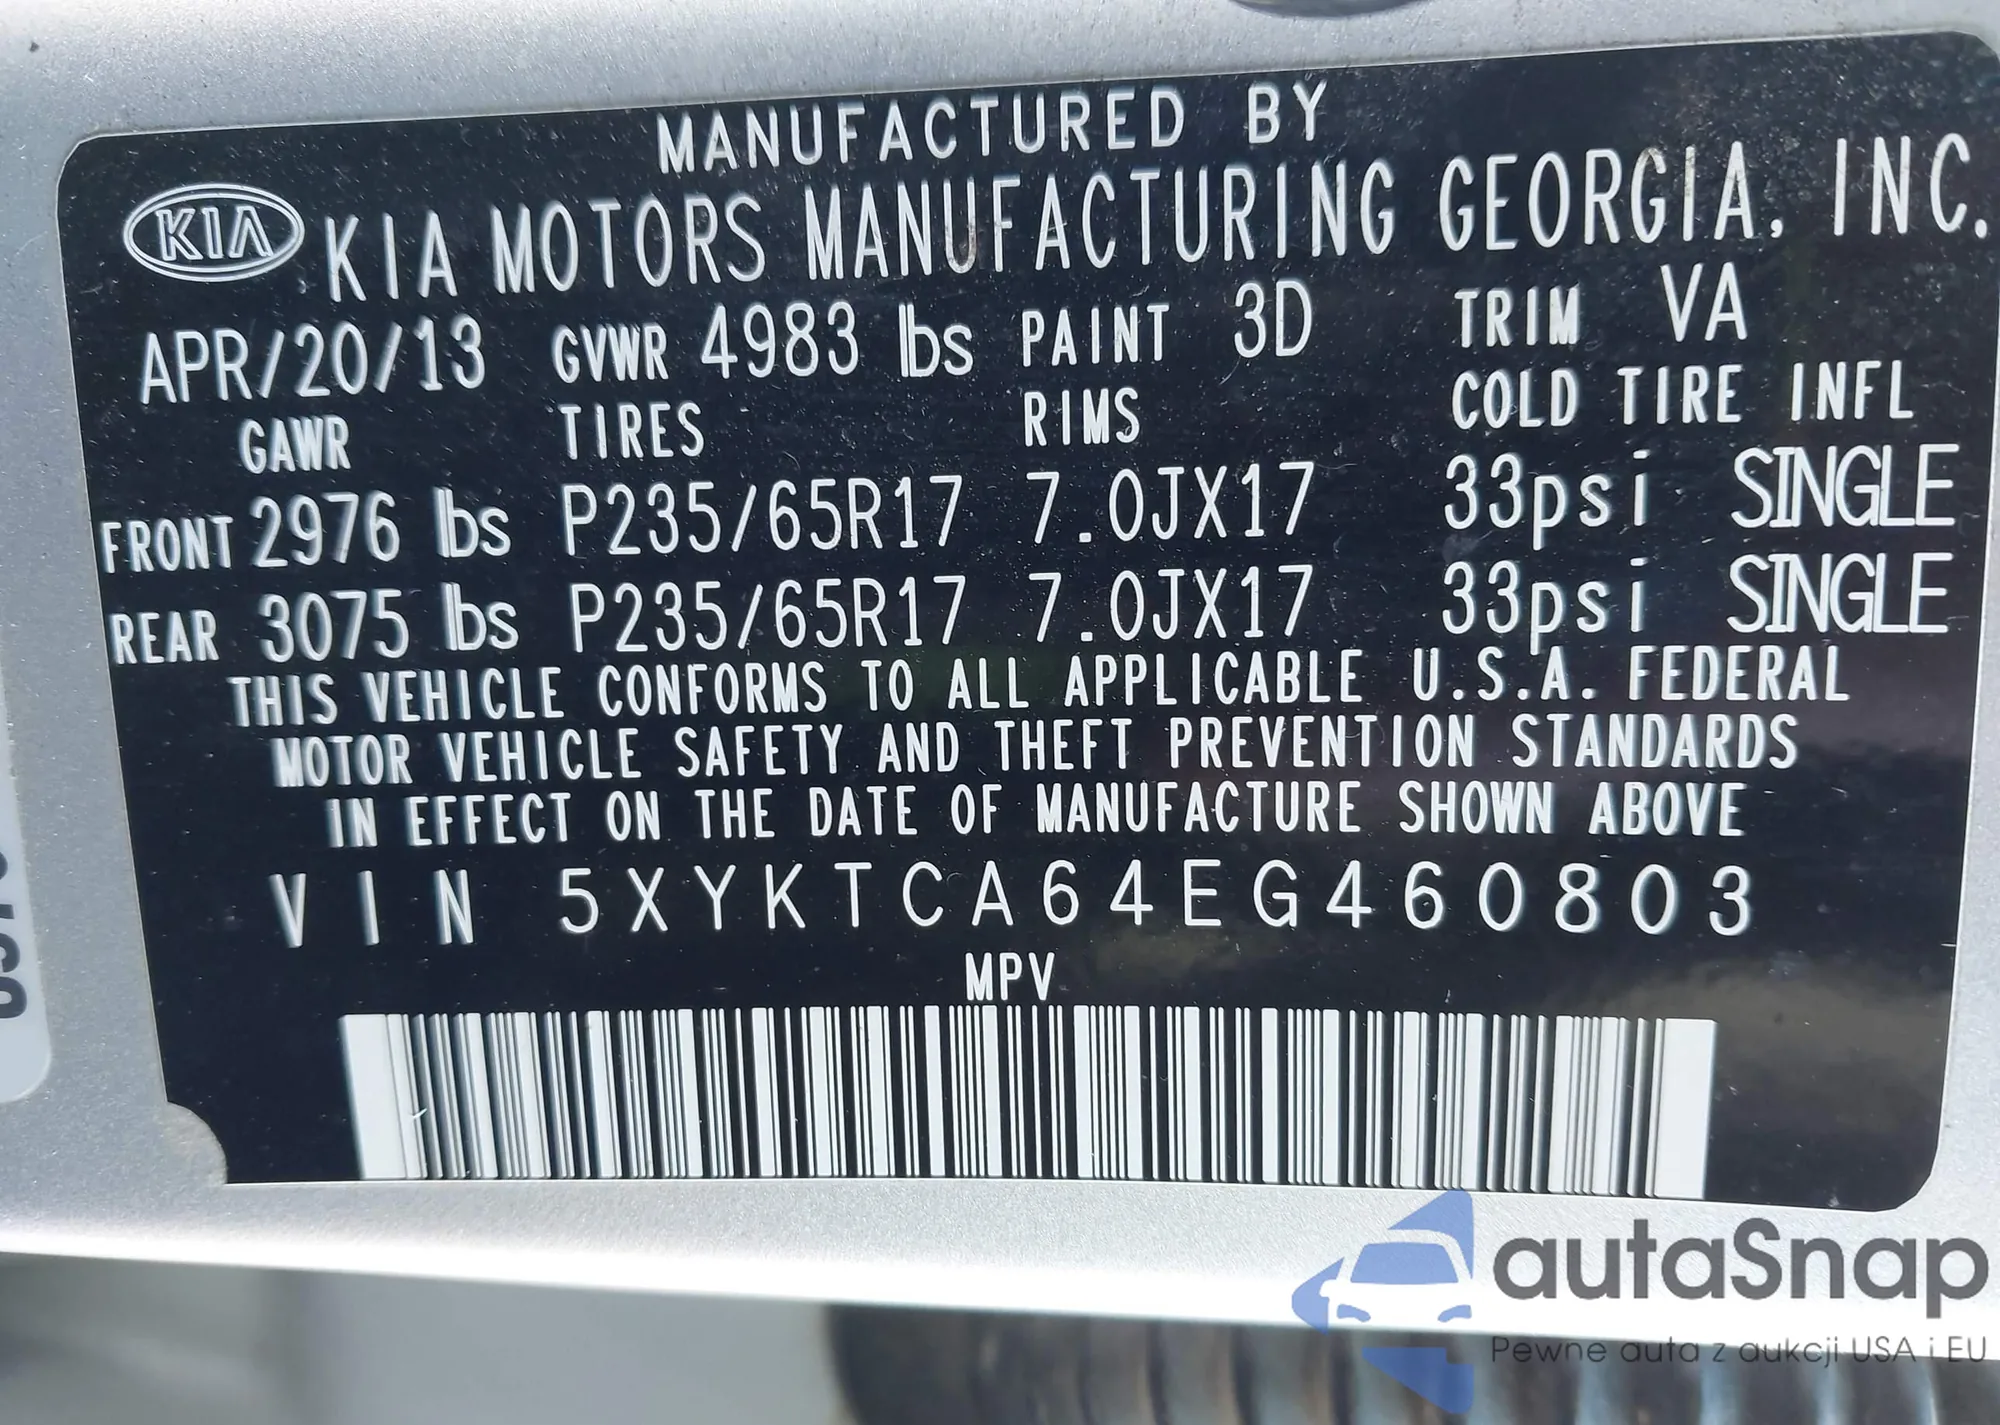 MANUFACTURED BY
KIA KIA MOTORS MANUFACTURING GEORGIA, INC.
APR/20/13 GVWR 4983 lbs PAINT 3D TRIM VA
GAWR TIRES RIMS COLD TIRE INFL
FRONT 2976 lbs P235/65R17 7.0JX17 33psi SINGLE
REAR 3075 lbs P235/65R17 7.0JX17 33psi SINGLE
THIS VEHICLE CONFORMS TO ALL APPLICABLE U.S.A. FEDERAL
MOTOR VEHICLE SAFETY AND THEFT PREVENTION STANDARDS
IN EFFECT ON THE DATE OF MANUFACTURE SHOWN ABOVE
VIN 5XYKTCA64EG460803
MPV
autaSnap
Pewne auta z aukcji USA i EU